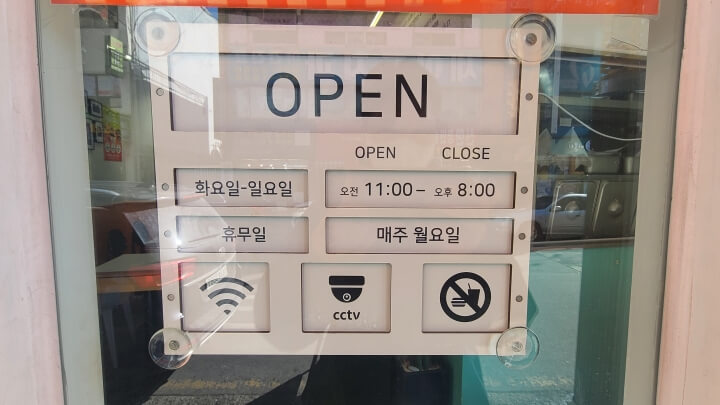 OPEN
OPEN CLOSE
화요일-일요일 오전 11:00 – 오후 8:00
휴무일 매주 월요일
cctv